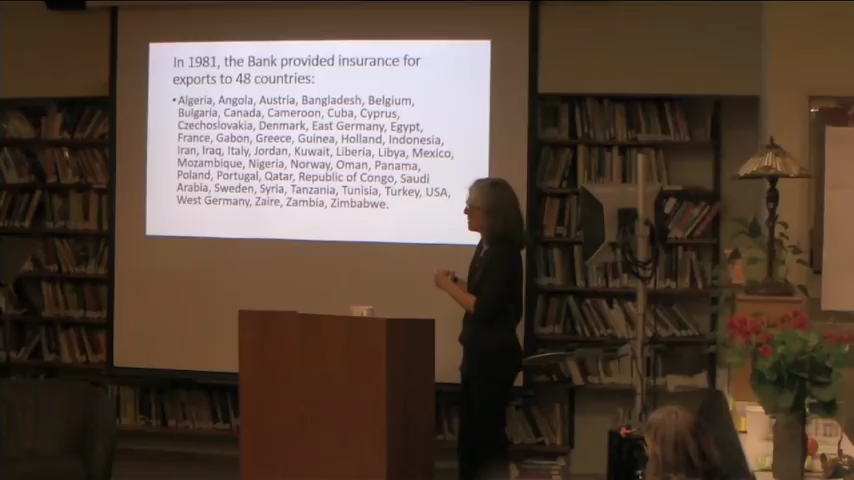 In 1981, the Bank provided insurance for
exports to 48 countries:
• Algeria, Angola, Austria, Bangladesh, Belgium,
Bulgaria, Canada, Cameroon, Cuba, Cyprus,
Czechoslovakia, Denmark, East Germany, Egypt,
France, Gabon, Greece, Guinea, Holland, Indonesia,
Iran, Iraq, Italy, Jordan, Kuwait, Liberia, Libya, Mexico,
Mozambique, Nigeria, Norway, Oman, Panama,
Poland, Portugal, Qatar, Republic of Congo, Saudi
Arabia, Sweden, Syria, Tanzania, Tunisia, Turkey, USA,
West Germany, Zaire, Zambia, Zimbabwe.